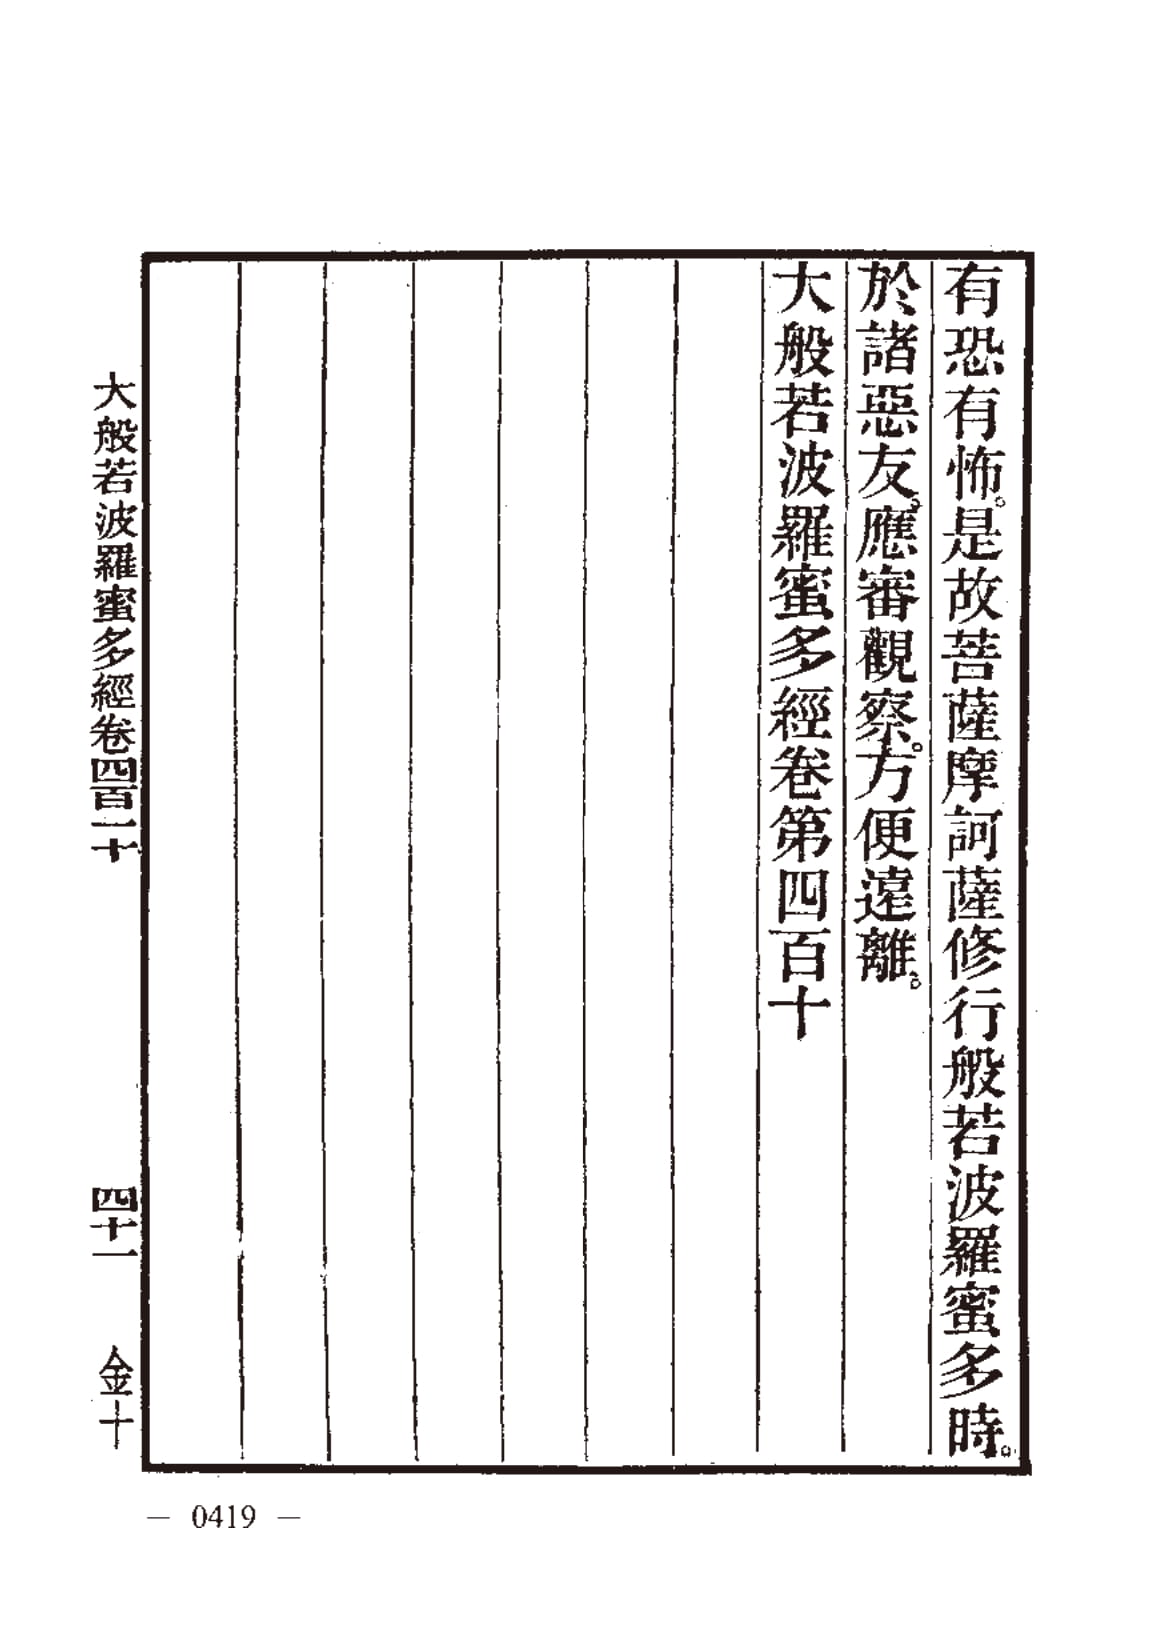 有恐有怖。是故菩薩摩訶薩修行般若波羅蜜多時。
於諸惡友。應審觀察。方便遠離。
大般若波羅蜜多經卷第四百十
大般若波羅蜜多經卷四百一十 四十一 金十
— 0419 —